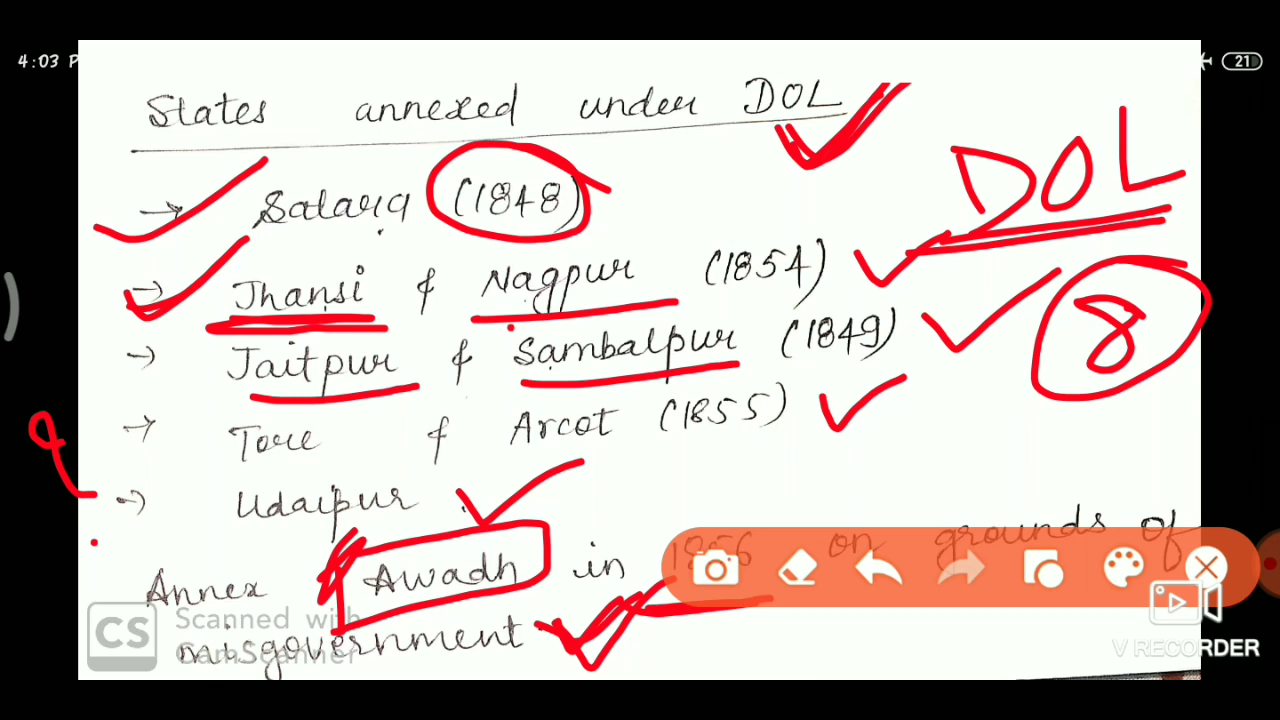 4:03 P
21
States annexed under DOL
DOL
→ Satara (1848)
→ Jhansi & Nagpur (1854)
8
→ Jaitpur & Sambalpur (1849)
→ Tore & Arcot (1855)
→ Udaipur
Annex Awadh in 1856 on grounds of
misgovernment
CS Scanned with
CamScanner
V RECORDER